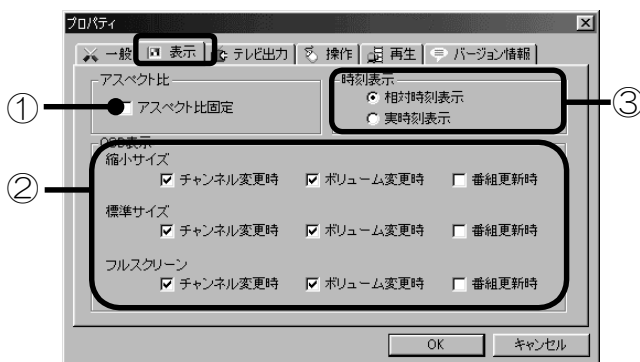 プロパティ
一般 表示 テレビ出力 操作 再生 バージョン情報
アスペクト比
時刻表示
① アスペクト比固定
相対時刻表示 ③
実時刻表示
OSD表示
縮小サイズ
② チャンネル変更時 ボリューム変更時 番組更新時
標準サイズ
チャンネル変更時 ボリューム変更時 番組更新時
フルスクリーン
チャンネル変更時 ボリューム変更時 番組更新時
OK キャンセル